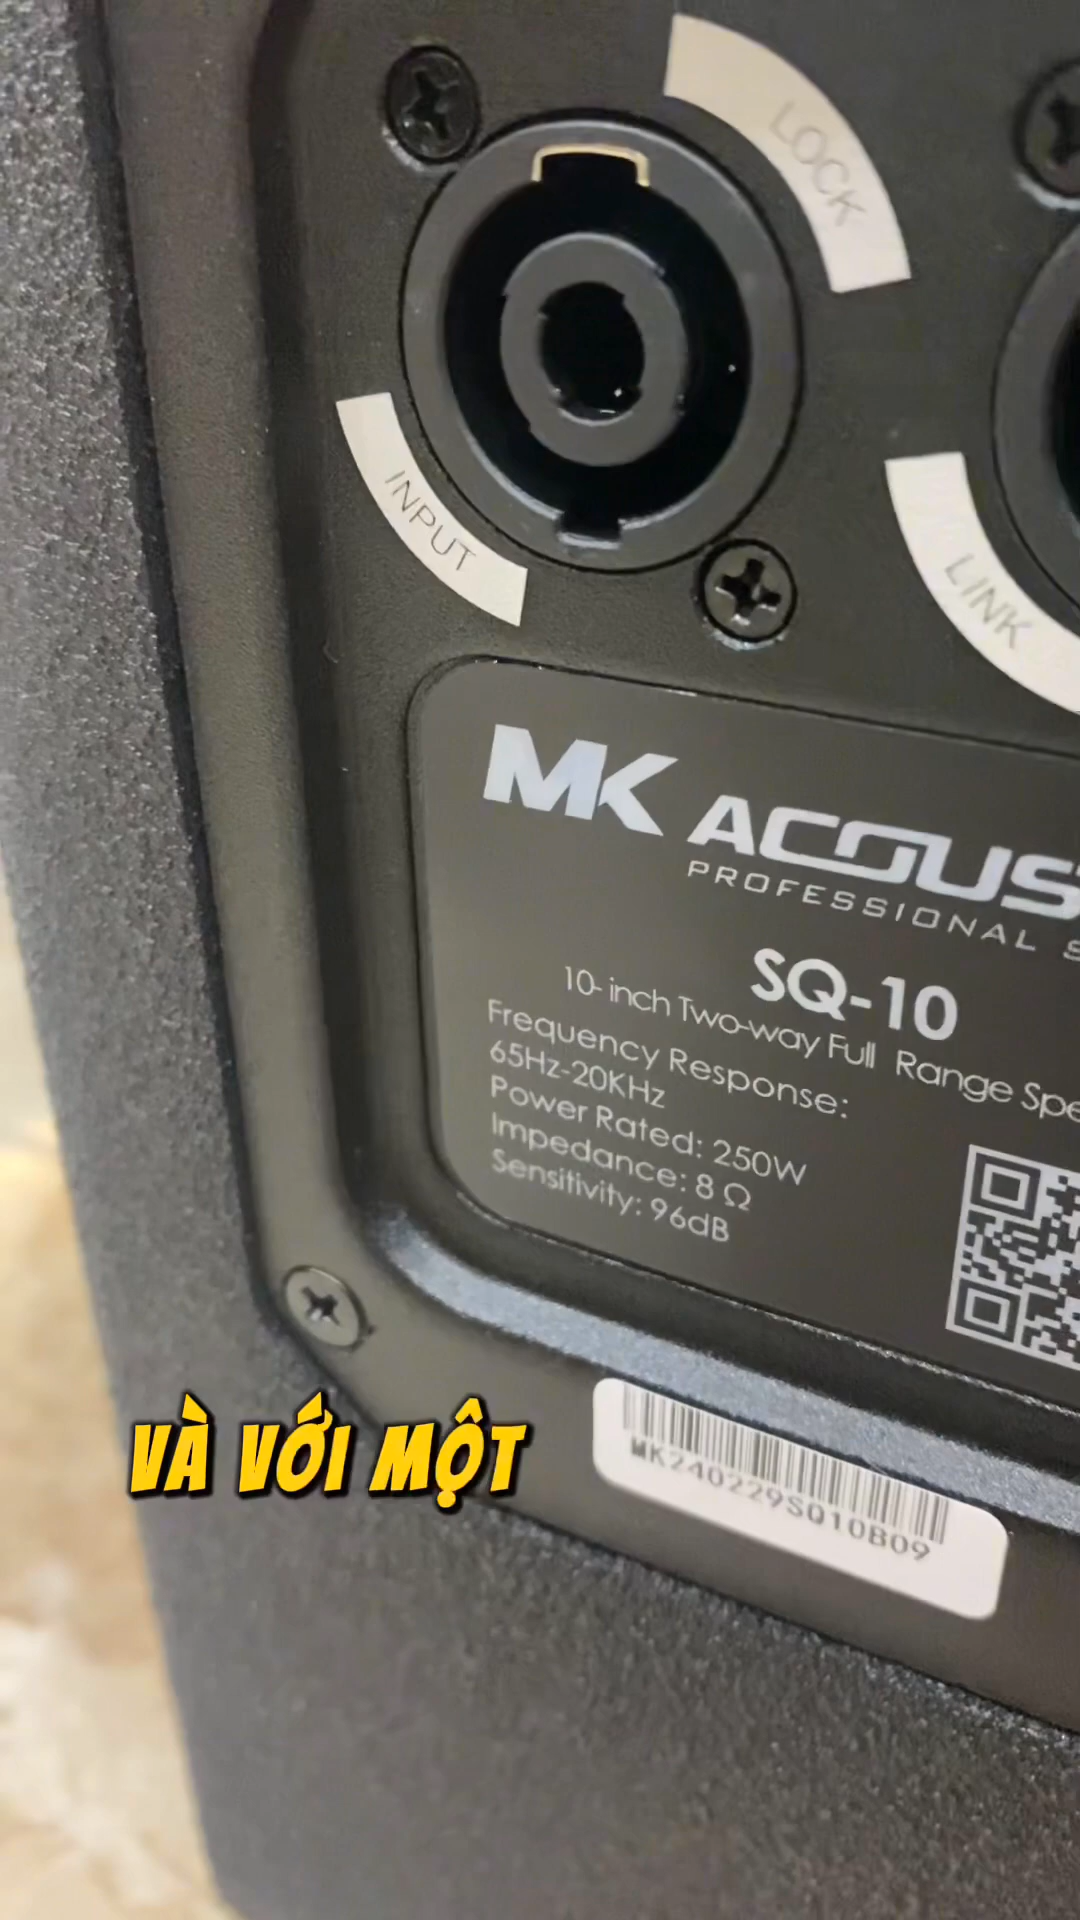 LOCK
INPUT
LINK
MK ACOUS
PROFESSIONAL S
SQ-10
10-inch Two-way Full Range Spe
Frequency Response:
65Hz-20KHz
Power Rated: 250W
Impedance: 8 Ω
Sensitivity: 96dB
VÀ VỚI MỘT
MK240229SQ10B09